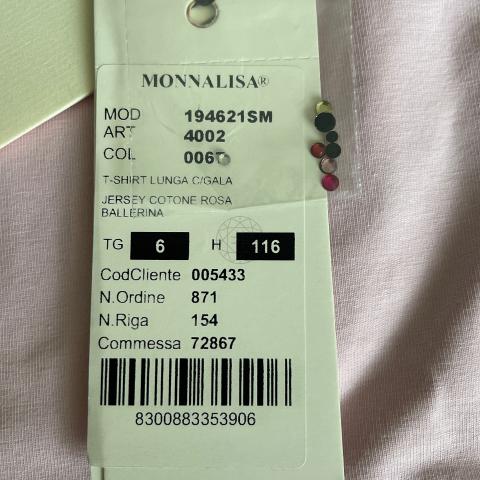 MONNALISA®
MOD 194621SM
ART 4002
COL
T-SHIRT LUNGA C/GALA
JERSEY COTONE ROSA
BALLERINA
TG 6 H 116
CodCliente 005433
N.Ordine 871
N.Riga 154
Commessa 72867
8300883353906